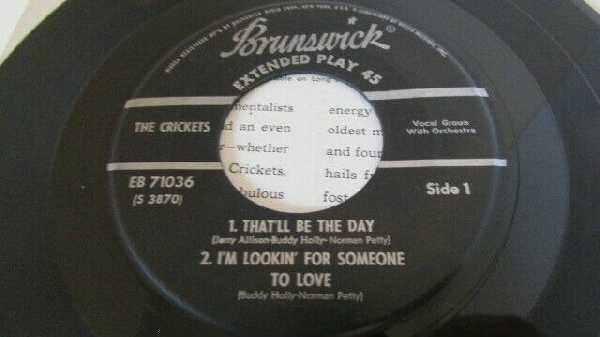 Brunswick
EXTENDED PLAY 45
THE CRICKETS
Vocal Group
With Orchestra
EB 71036
(S 3870)
Side 1
mentalists energy
d an even oldest m
r—whether and four
Crickets, hails f
bulous fost
1. THAT'LL BE THE DAY
(Jerry Allison-Buddy Holly-Norman Petty)
2. I'M LOOKIN' FOR SOMEONE
TO LOVE
(Buddy Holly-Norman Petty)